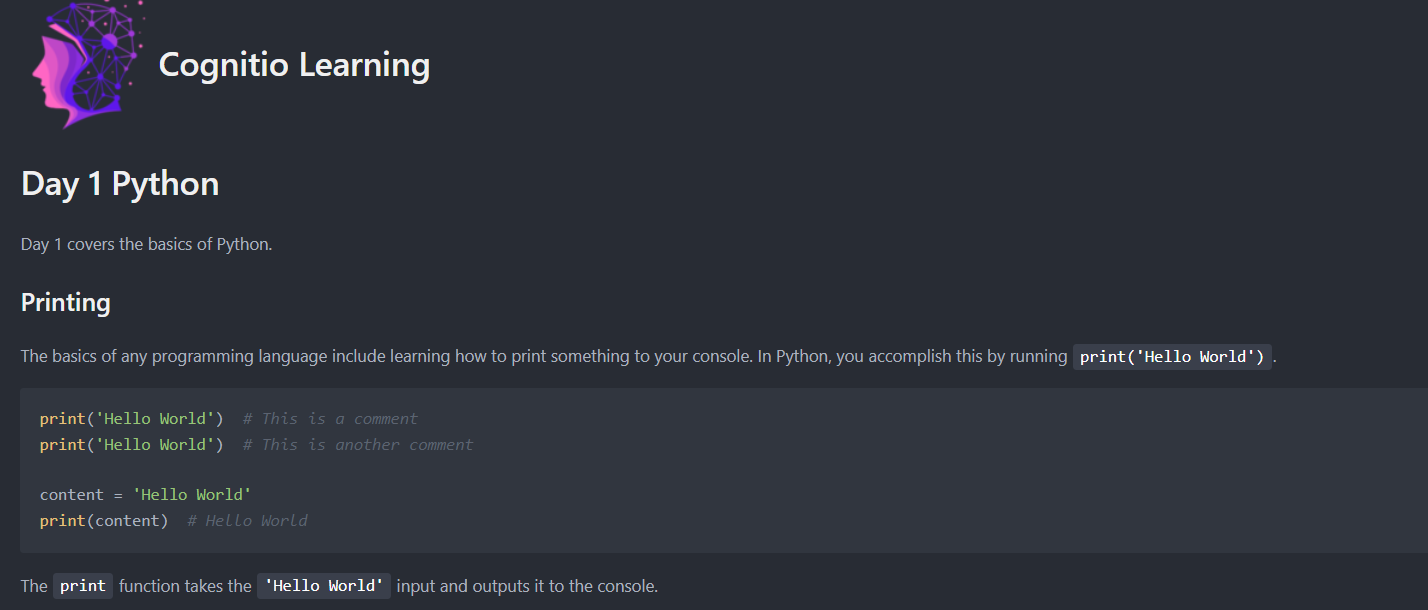 Cognitio Learning
Day 1 Python
Day 1 covers the basics of Python.
Printing
The basics of any programming language include learning how to print something to your console. In Python, you accomplish this by running print('Hello World') .
print('Hello World')  # This is a comment
print('Hello World')  # This is another comment
content = 'Hello World'
print(content)  # Hello World
The print function takes the 'Hello World' input and outputs it to the console.